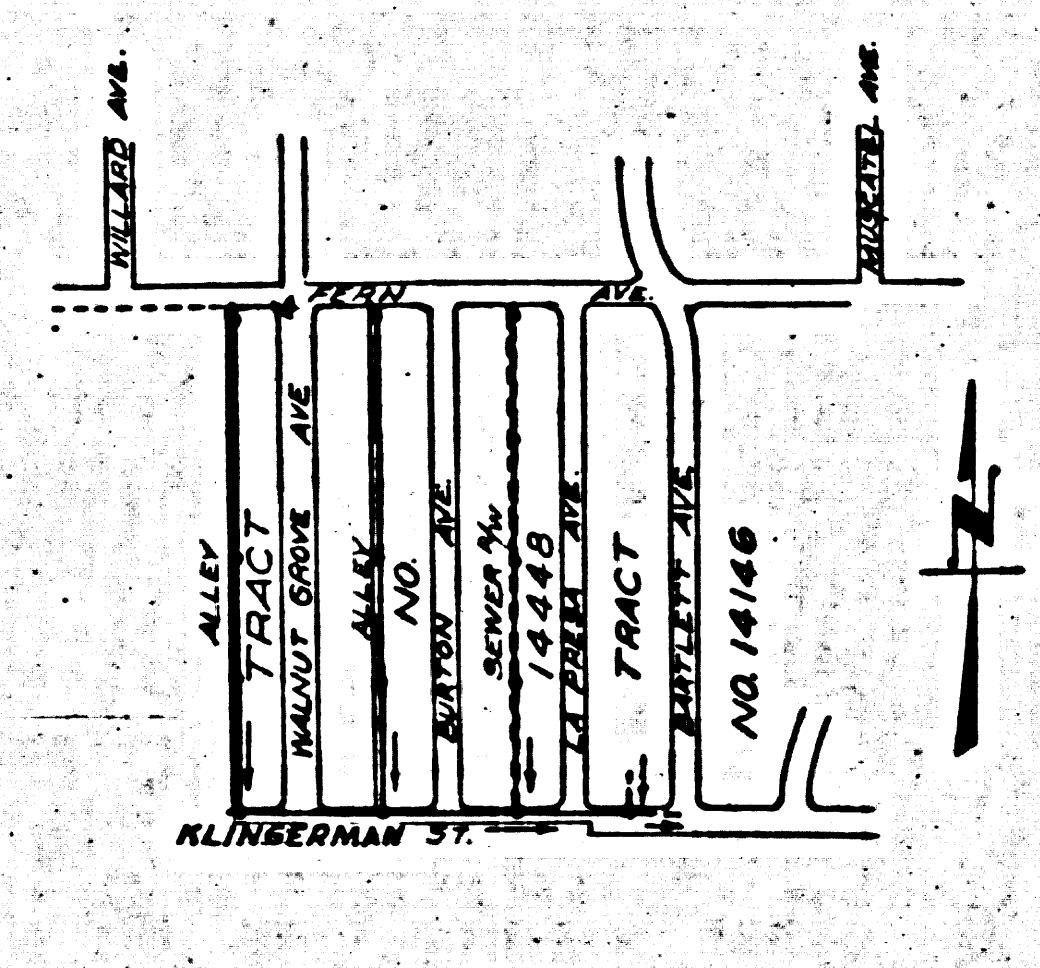 WILLARD AVE.
MUSCATEL AVE.
FERN AVE.
ALLEY
TRACT
WALNUT GROVE AVE
ALLEY
NO.
BURTON AVE.
SEWER R/W
14448
LA PRESA AVE.
TRACT
BARTLETT AVE.
NO. 14146
N
KLINGERMAN ST.